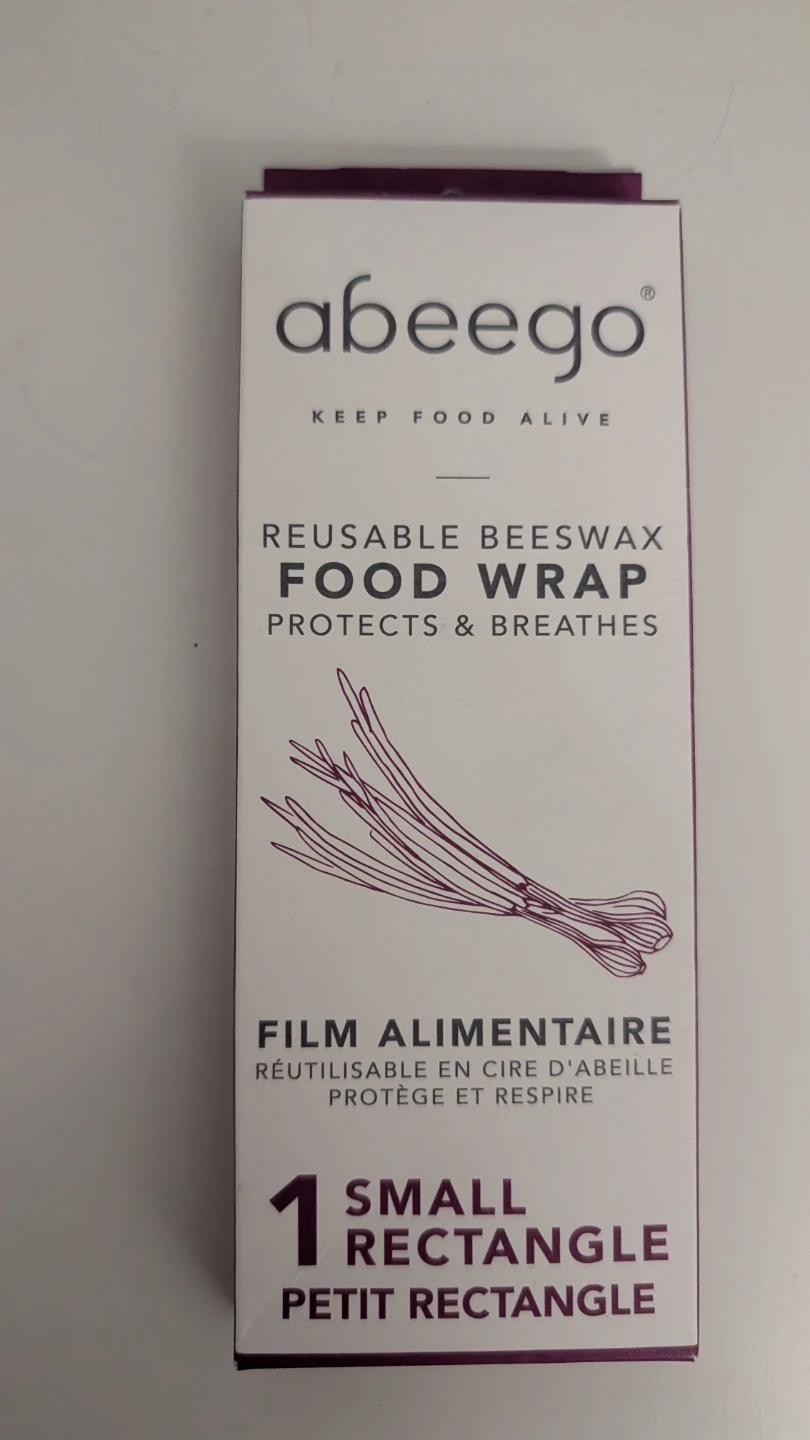 abeego®
KEEP FOOD ALIVE
REUSABLE BEESWAX
FOOD WRAP
PROTECTS & BREATHES
FILM ALIMENTAIRE
RÉUTILISABLE EN CIRE D'ABEILLE
PROTÈGE ET RESPIRE
1 SMALL
RECTANGLE
PETIT RECTANGLE